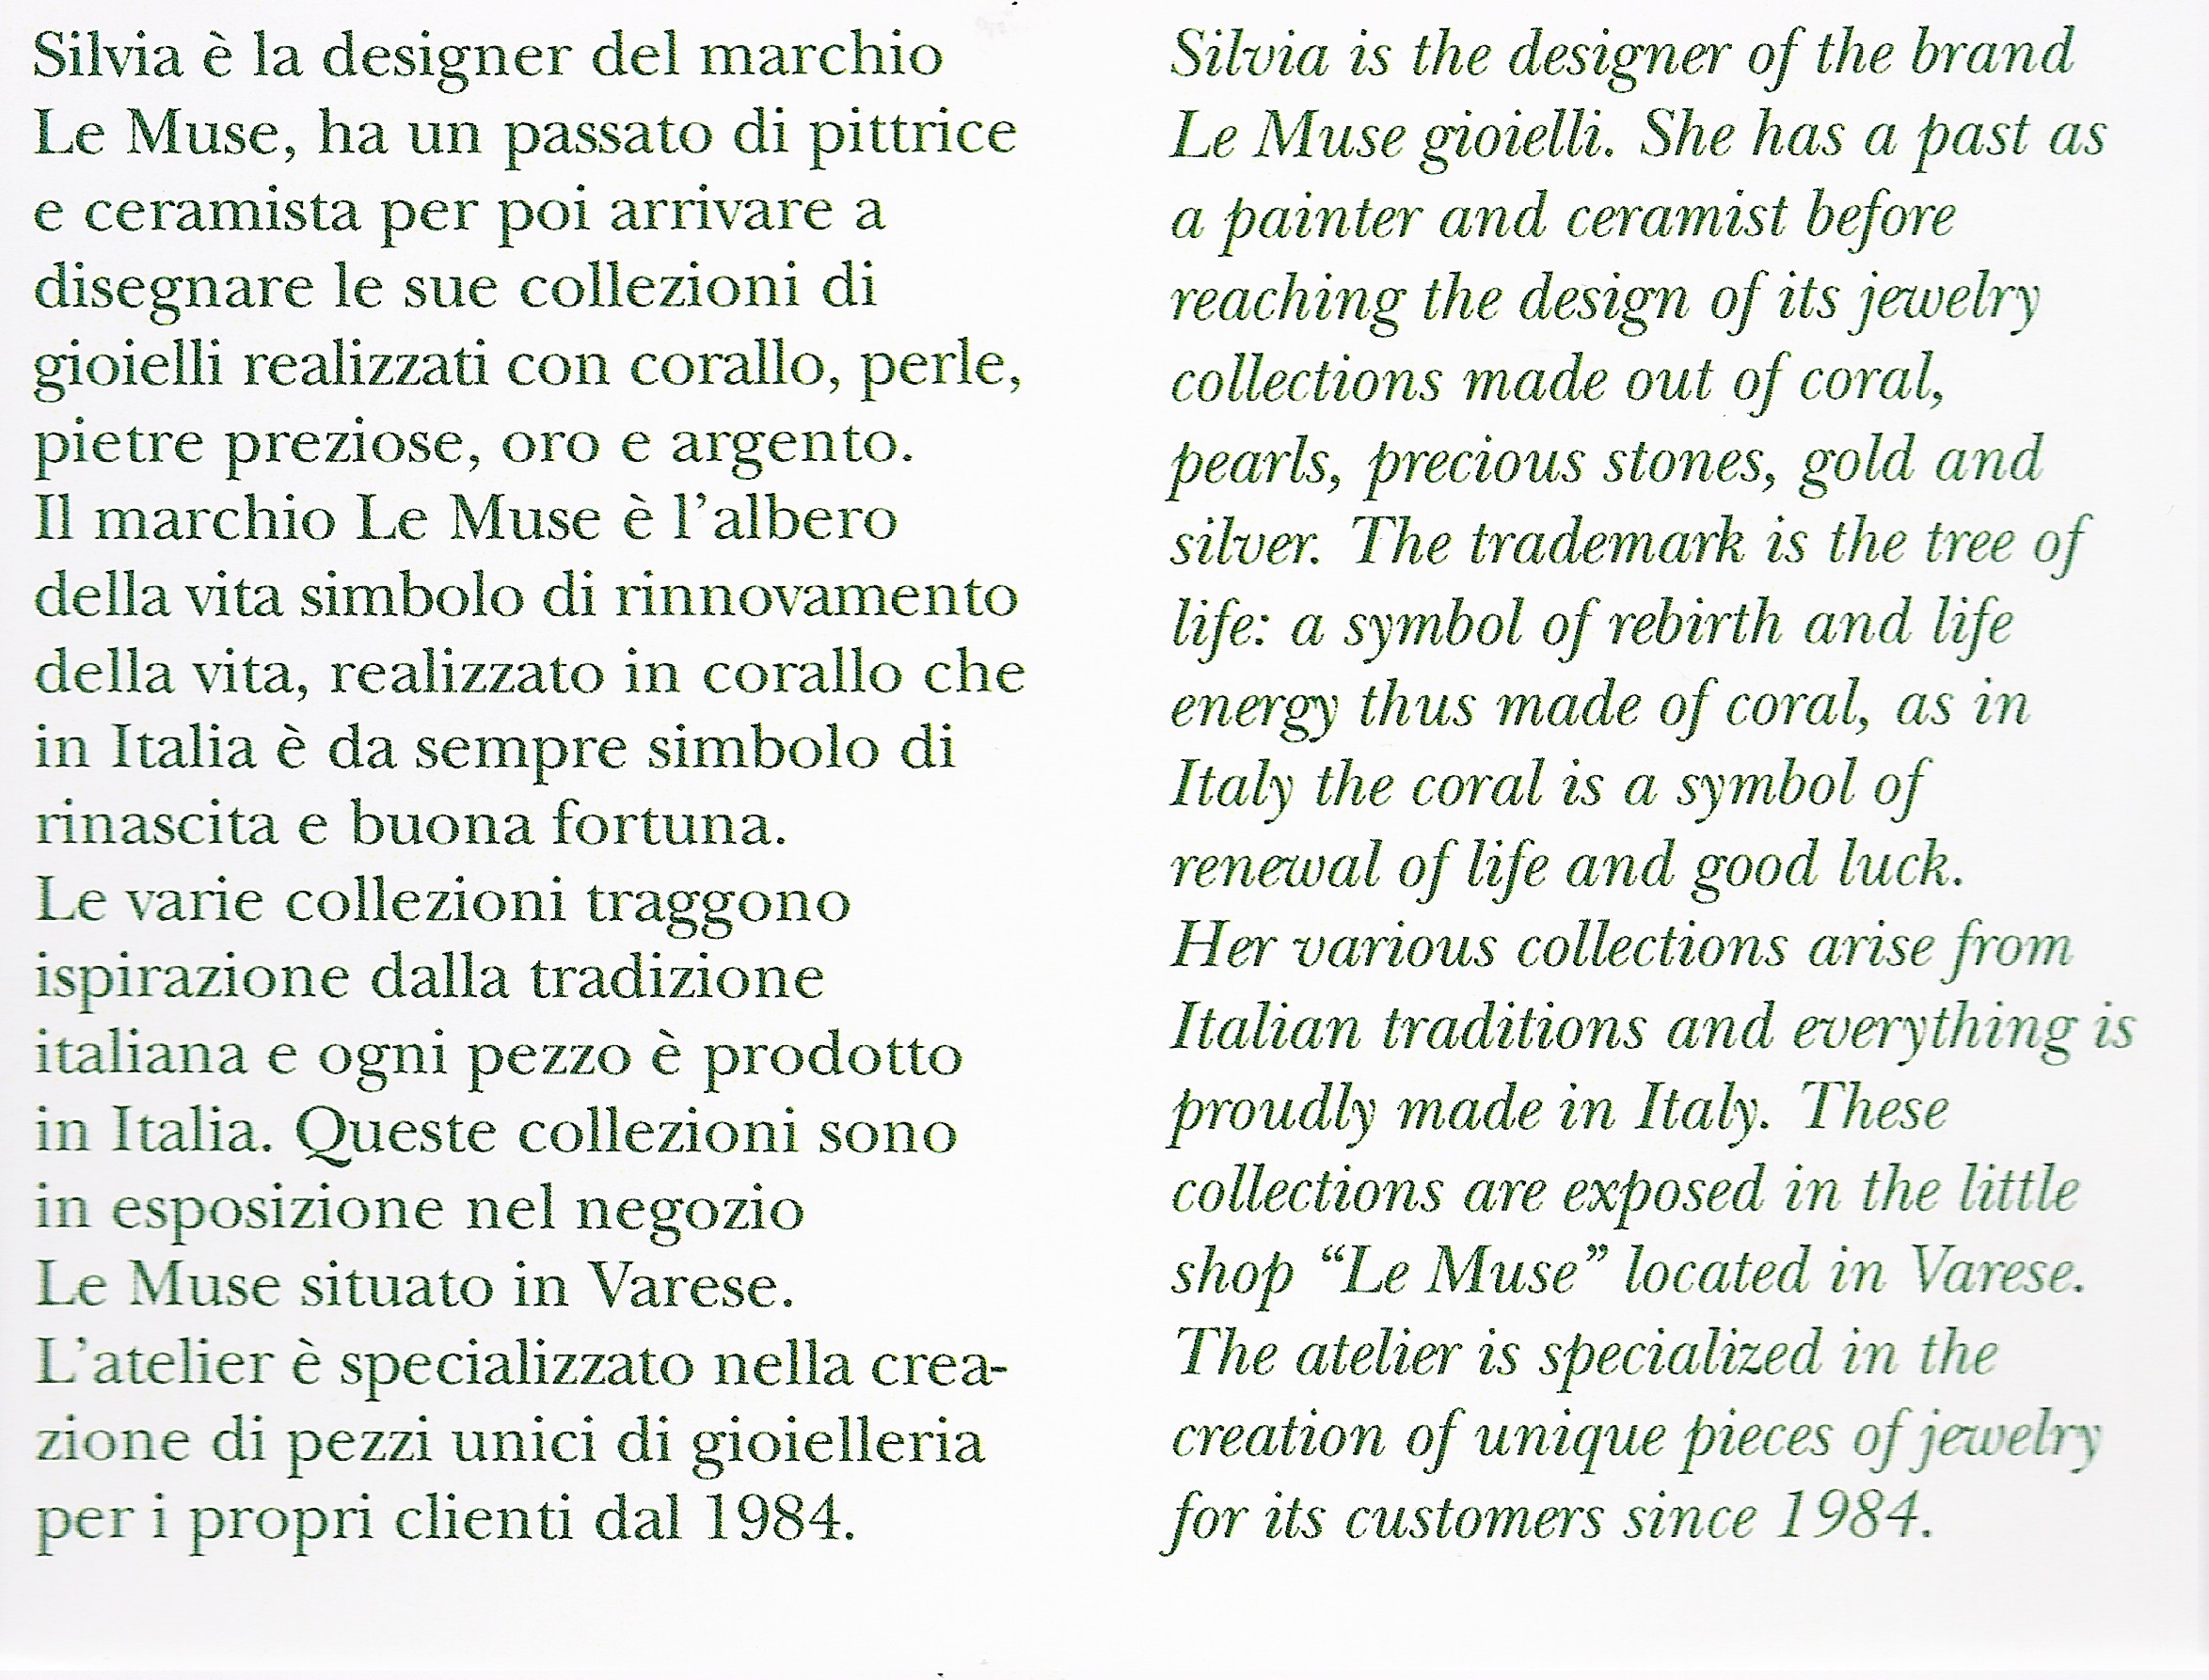 Silvia è la designer del marchio
Le Muse, ha un passato di pittrice
e ceramista per poi arrivare a
disegnare le sue collezioni di
gioielli realizzati con corallo, perle,
pietre preziose, oro e argento.
Il marchio Le Muse è l’albero
della vita simbolo di rinnovamento
della vita, realizzato in corallo che
in Italia è da sempre simbolo di
rinascita e buona fortuna.
Le varie collezioni traggono
ispirazione dalla tradizione
italiana e ogni pezzo è prodotto
in Italia. Queste collezioni sono
in esposizione nel negozio
Le Muse situato in Varese.
L’atelier è specializzato nella crea-
zione di pezzi unici di gioielleria
per i propri clienti dal 1984.
Silvia is the designer of the brand
Le Muse gioielli. She has a past as
a painter and ceramist before
reaching the design of its jewelry
collections made out of coral,
pearls, precious stones, gold and
silver. The trademark is the tree of
life: a symbol of rebirth and life
energy thus made of coral, as in
Italy the coral is a symbol of
renewal of life and good luck.
Her various collections arise from
Italian traditions and everything is
proudly made in Italy. These
collections are exposed in the little
shop “Le Muse” located in Varese.
The atelier is specialized in the
creation of unique pieces of jewelry
for its customers since 1984.